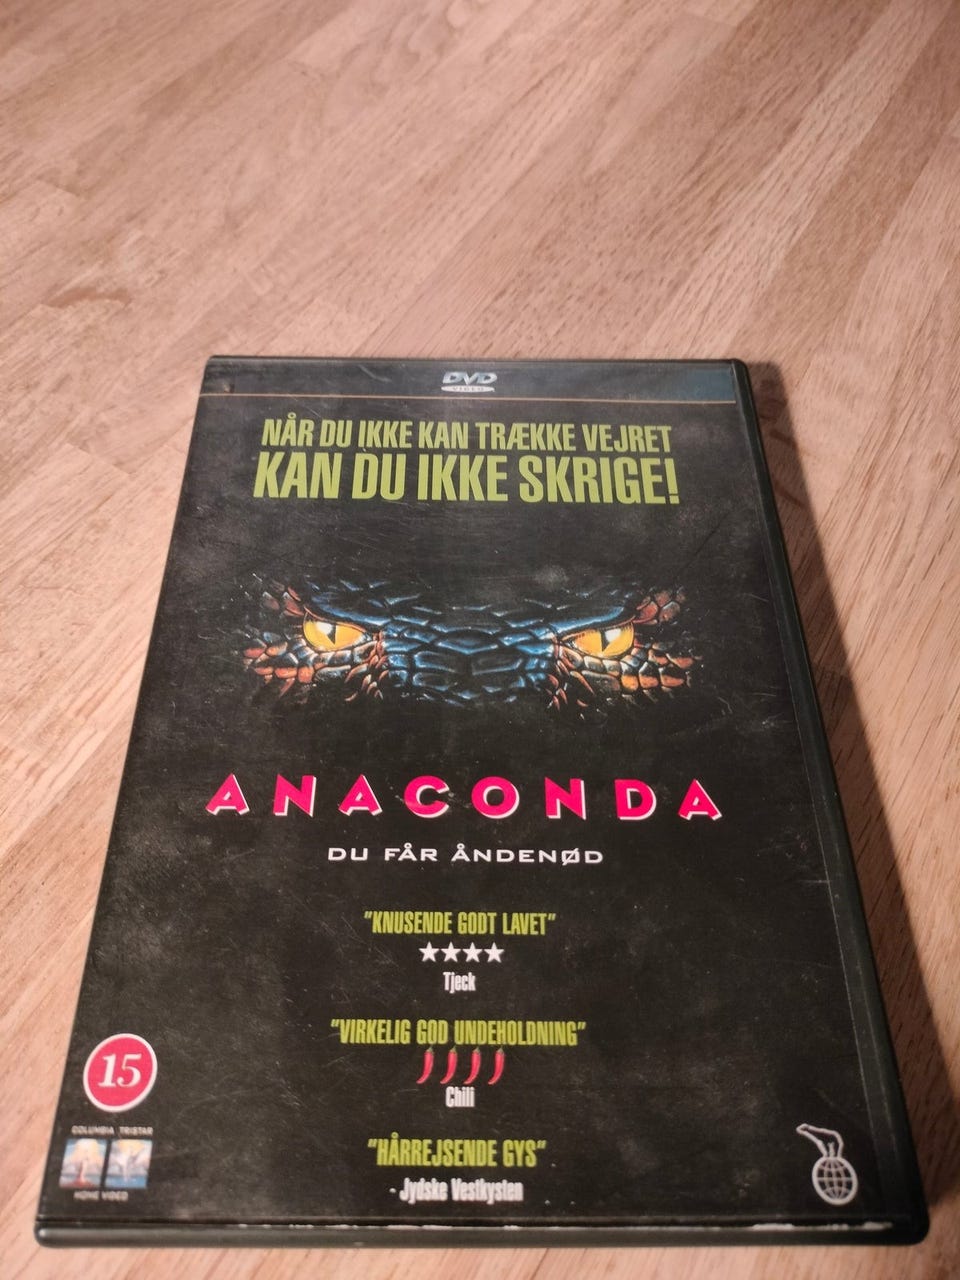 DVD
VIDEO
NÅR DU IKKE KAN TRÆKKE VEJRET
KAN DU IKKE SKRIGE!
ANACONDA
DU FÅR ÅNDENØD
"KNUSENDE GODT LAVET"
Tjeck
"VIRKELIG GOD UNDEHOLDNING"
Chili
"HÅRREJSENDE GYS"
- Jydske Vestkysten
15
COLUMBIA TRISTAR
HOME VIDEO